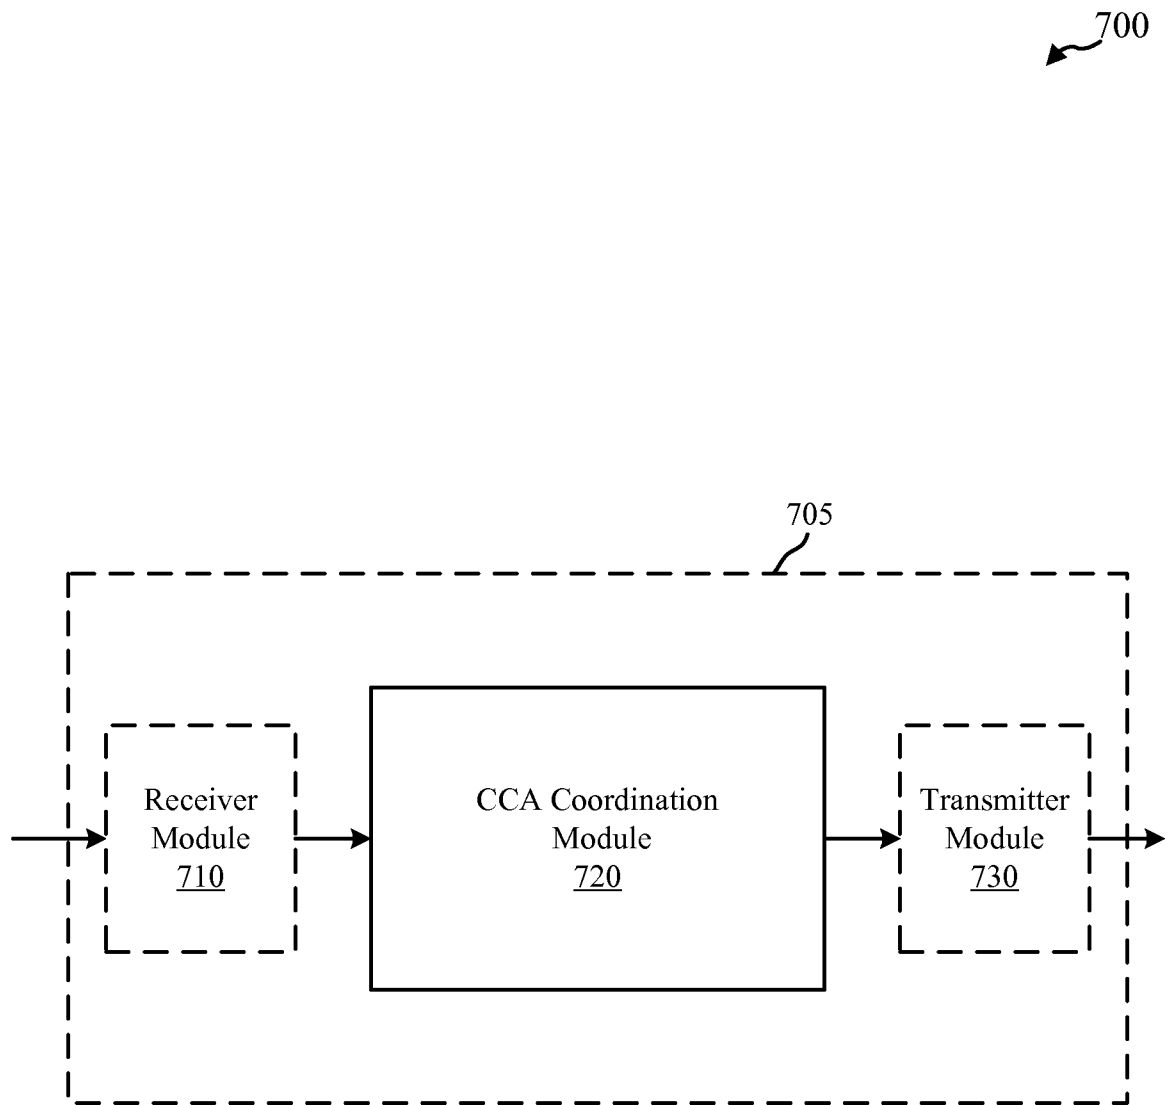 700
705
Receiver
Module
710
CCA Coordination
Module
720
Transmitter
Module
730